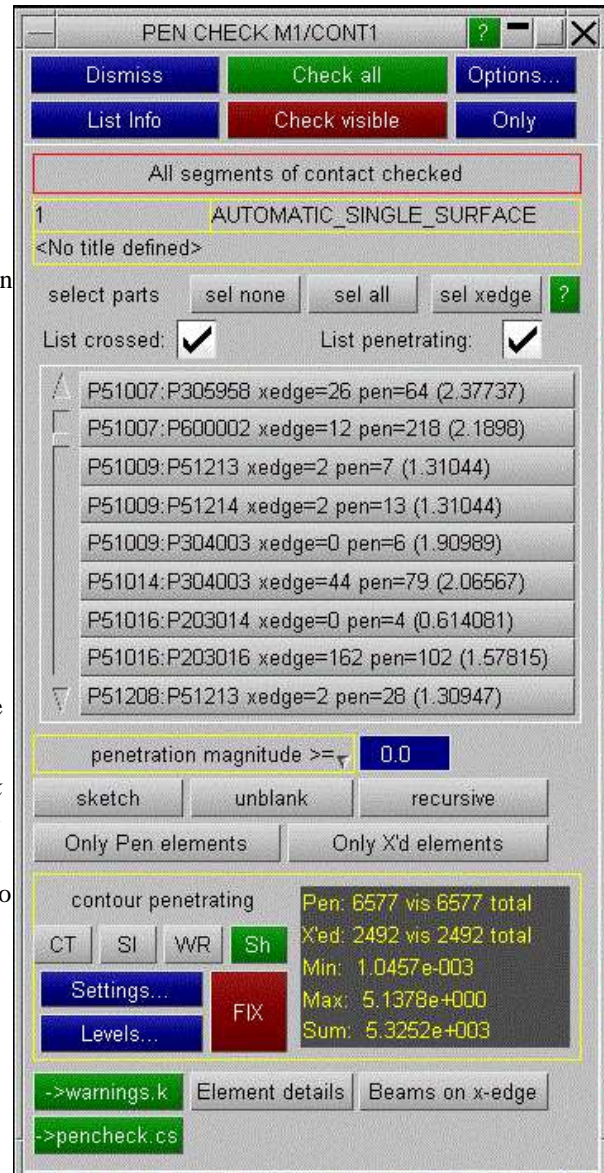 PEN CHECK M1/CONT1 ?
Dismiss Check all Options...
List Info Check visible Only
All segments of contact checked
1 AUTOMATIC_SINGLE_SURFACE
<No title defined>
n
select parts sel none sel all sel xedge ?
List crossed: List penetrating:
P51007:P305958 xedge=26 pen=64 (2.37737)
P51007:P600002 xedge=12 pen=218 (2.1898)
P51009:P51213 xedge=2 pen=7 (1.31044)
P51009:P51214 xedge=2 pen=13 (1.31044)
P51009:P304003 xedge=0 pen=6 (1.90989)
P51014:P304003 xedge=44 pen=79 (2.06567)
P51016:P203014 xedge=0 pen=4 (0.614081)
P51016:P203016 xedge=162 pen=102 (1.57815)
P51208:P51213 xedge=2 pen=28 (1.30947)
e
penetration magnitude >= 0.0
sketch unblank recursive
Only Pen elements Only X'd elements
o
contour penetrating
CT SI WR Sh
Settings...
Levels...
FIX
Pen: 6577 vis 6577 total
X'ed: 2492 vis 2492 total
Min: 1.0457e-003
Max: 5.1378e+000
Sum: 5.3252e+003
->warnings.k Element details Beams on x-edge
->pencheck.cs